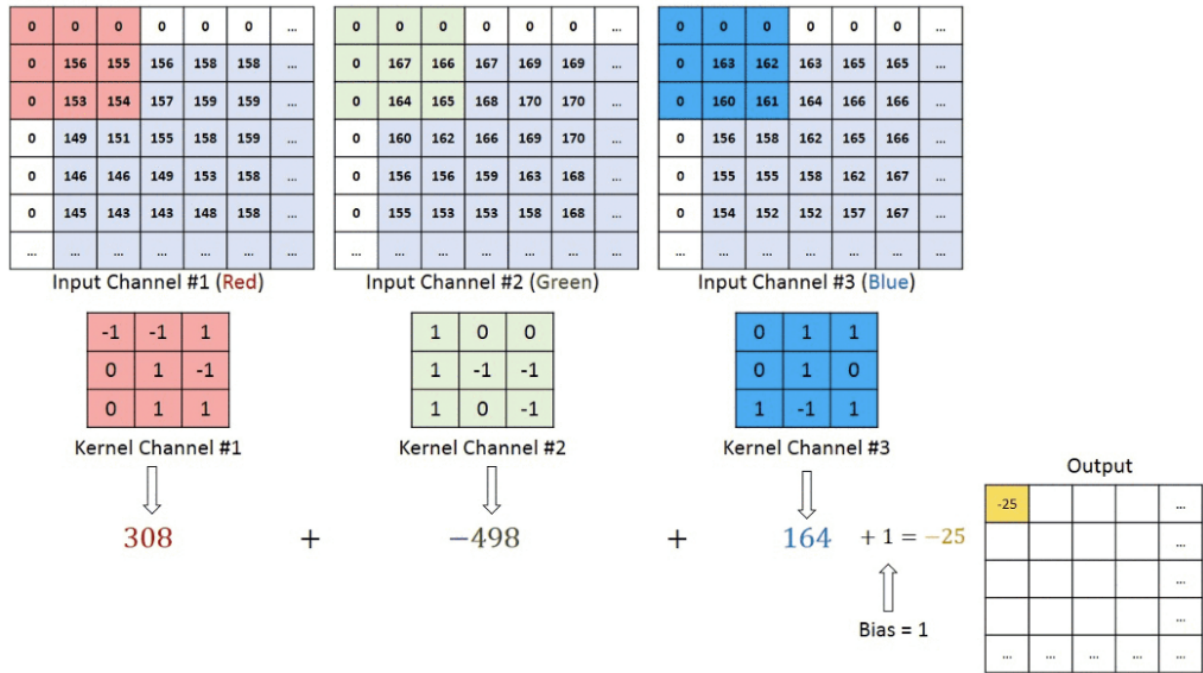 0 0 0 0 0 0 ... 0 0 0 0 0 0 ... 0 0 0 0 0 0 ...
0 156 155 156 158 158 ... 0 167 166 167 169 169 ... 0 163 162 163 165 165 ...
0 153 154 157 159 159 ... 0 164 165 168 170 170 ... 0 160 161 164 166 166 ...
0 149 151 155 158 159 ... 0 160 162 166 169 170 ... 0 156 158 162 165 166 ...
0 146 146 149 153 158 ... 0 156 156 159 163 168 ... 0 155 155 158 162 167 ...
0 145 143 143 148 158 ... 0 155 153 153 158 168 ... 0 154 152 152 157 167 ...
... ... ... ... ... ... ... ... ... ... ... ... ... ... ... ... ... ... ... ... ...
Input Channel #1 (Red) Input Channel #2 (Green) Input Channel #3 (Blue)
-1 -1 1 1 0 0 0 1 1
0 1 -1 1 -1 -1 0 1 0
0 1 1 1 0 -1 1 -1 1
Kernel Channel #1 Kernel Channel #2 Kernel Channel #3
308 + −498 + 164 + 1 = −25
Bias = 1
Output
-25 ...
...
...
...
... ... ... ... ...